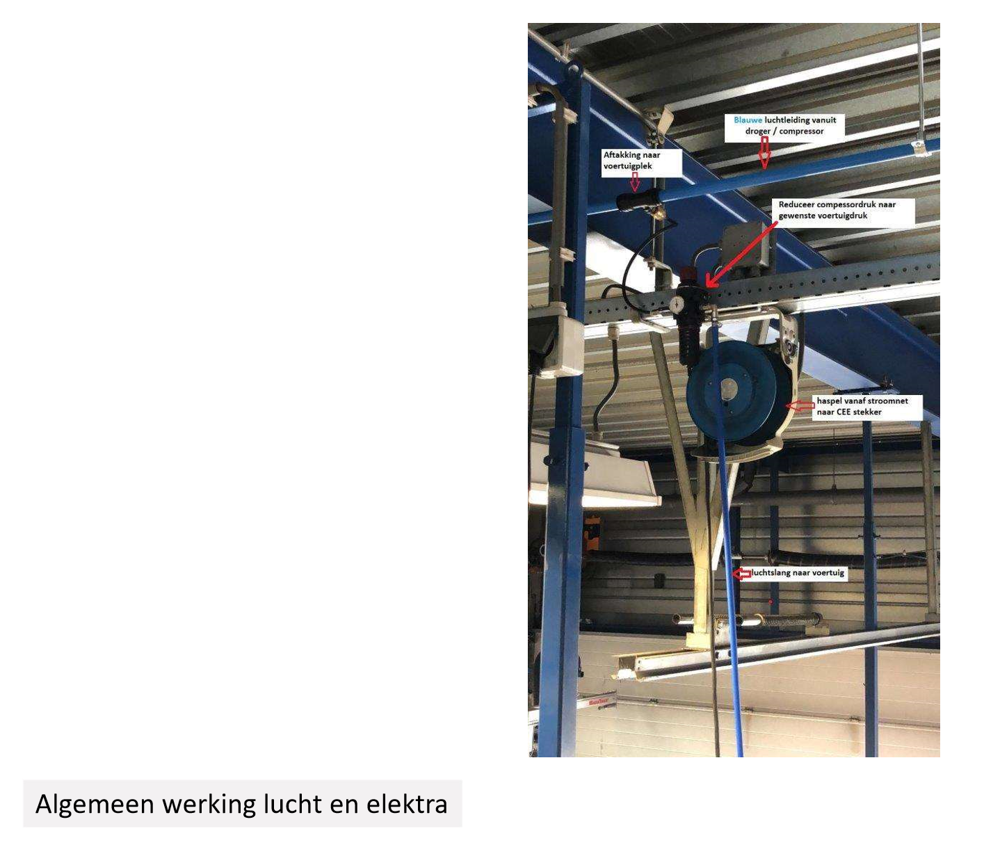 Blauwe luchtleiding vanuit
droger / compressor
Aftakking naar
voertuigplek
Reduceer compessordruk naar
gewenste voertuigdruk
haspel vanaf stroomnet
naar CEE stekker
luchtslang naar voertuig
Algemeen werking lucht en elektra